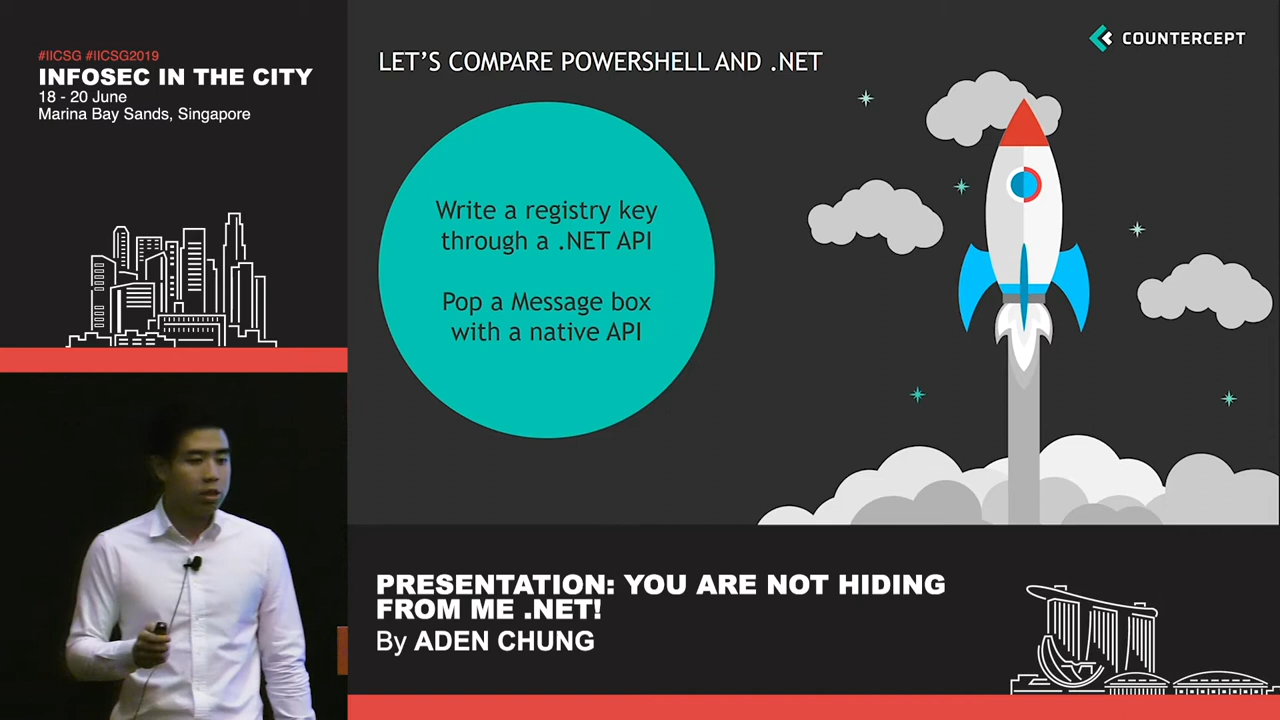 #IICSG #IICSG2019
INFOSEC IN THE CITY
18 - 20 June
Marina Bay Sands, Singapore
LET'S COMPARE POWERSHELL AND .NET
COUNTERCEPT
Write a registry key
through a .NET API
Pop a Message box
with a native API
PRESENTATION: YOU ARE NOT HIDING
FROM ME .NET!
By ADEN CHUNG